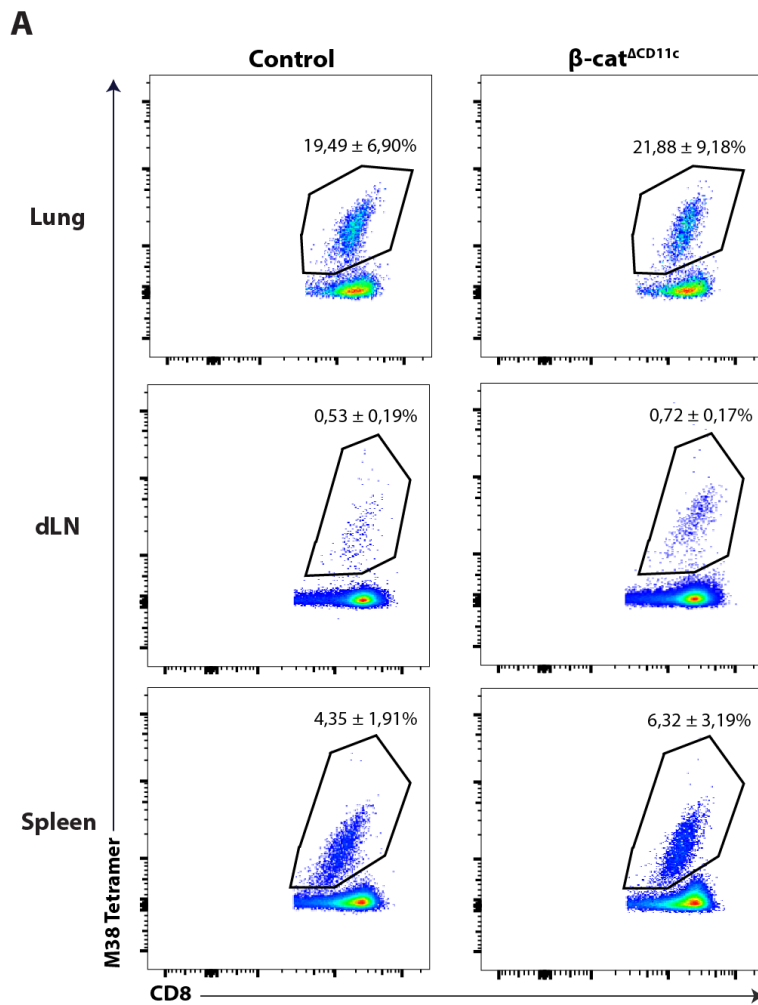 A
Control
β-cat^ΔCD11c
Lung
19,49 ± 6,90%
21,88 ± 9,18%
dLN
0,53 ± 0,19%
0,72 ± 0,17%
Spleen
4,35 ± 1,91%
6,32 ± 3,19%
M38 Tetramer
CD8